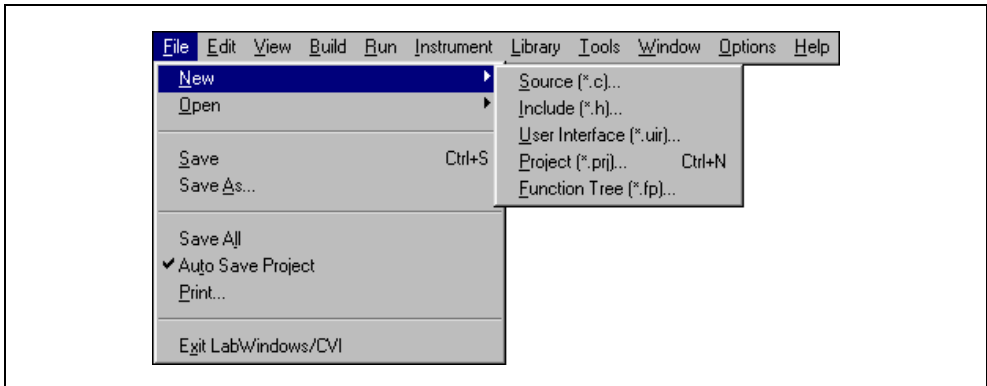 File Edit View Build Run Instrument Library Tools Window Options Help
New
Open
Save Ctrl+S
Save As...
Save All
Auto Save Project
Print...
Exit LabWindows/CVI
Source (*.c)...
Include (*.h)...
User Interface (*.uir)...
Project (*.prj)... Ctrl+N
Function Tree (*.fp)...